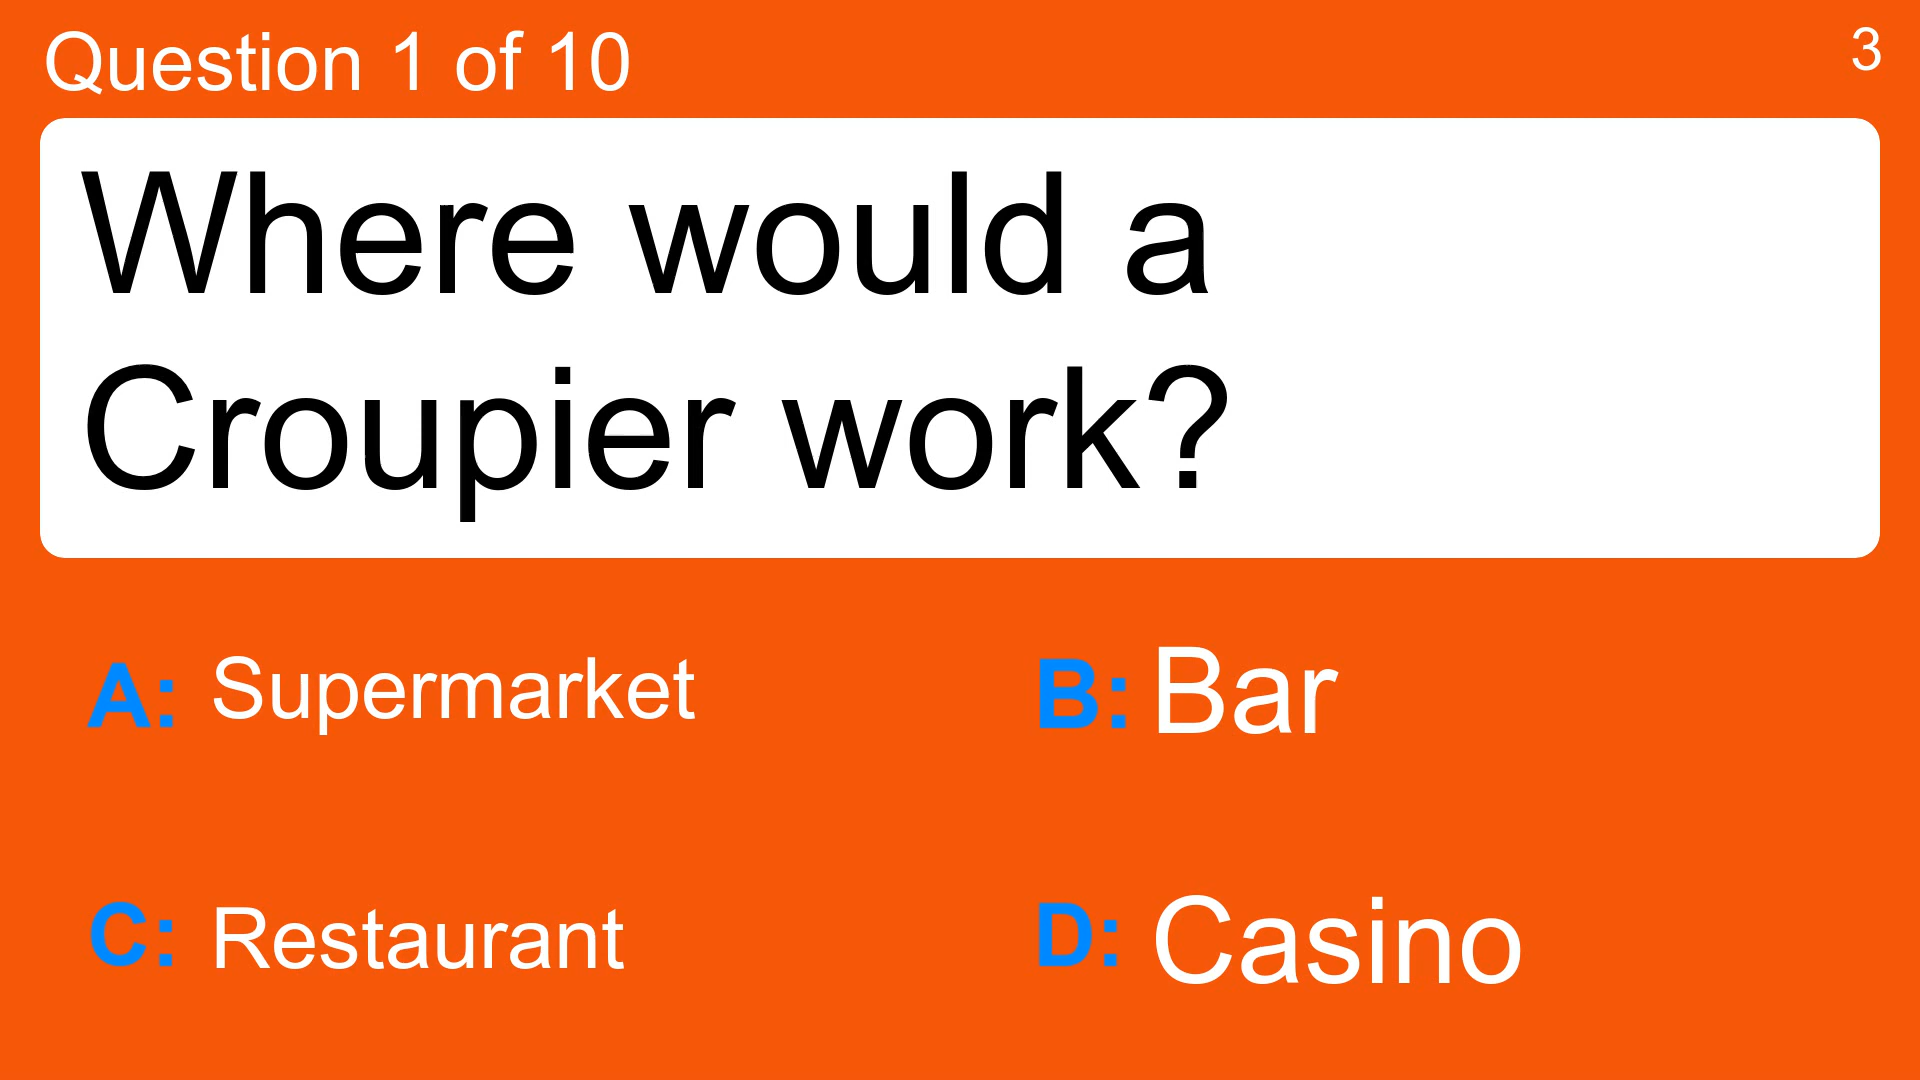 Question 1 of 10
3
Where would a
Croupier work?
A: Supermarket
B: Bar
C: Restaurant
D: Casino